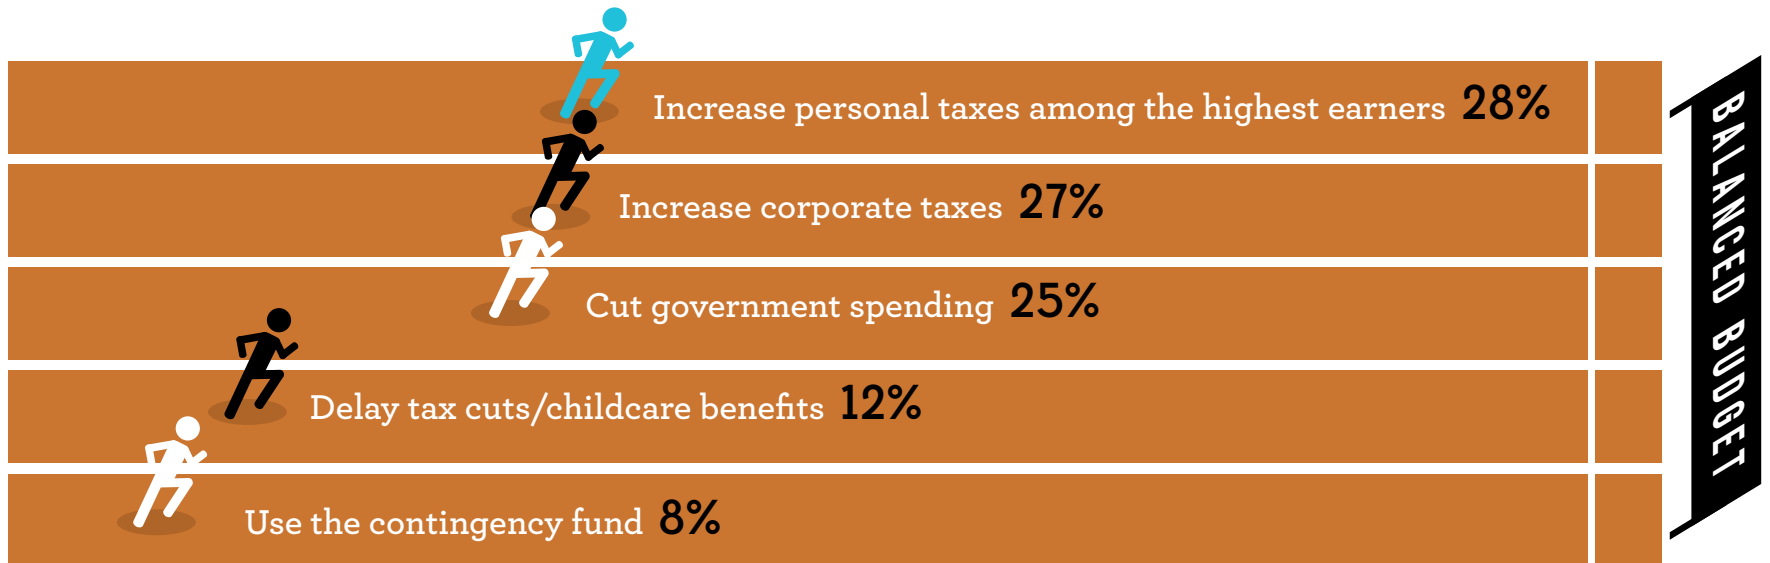 Increase personal taxes among the highest earners 28%
Increase corporate taxes 27%
Cut government spending 25%
Delay tax cuts/childcare benefits 12%
Use the contingency fund 8%
BALANCED BUDGET